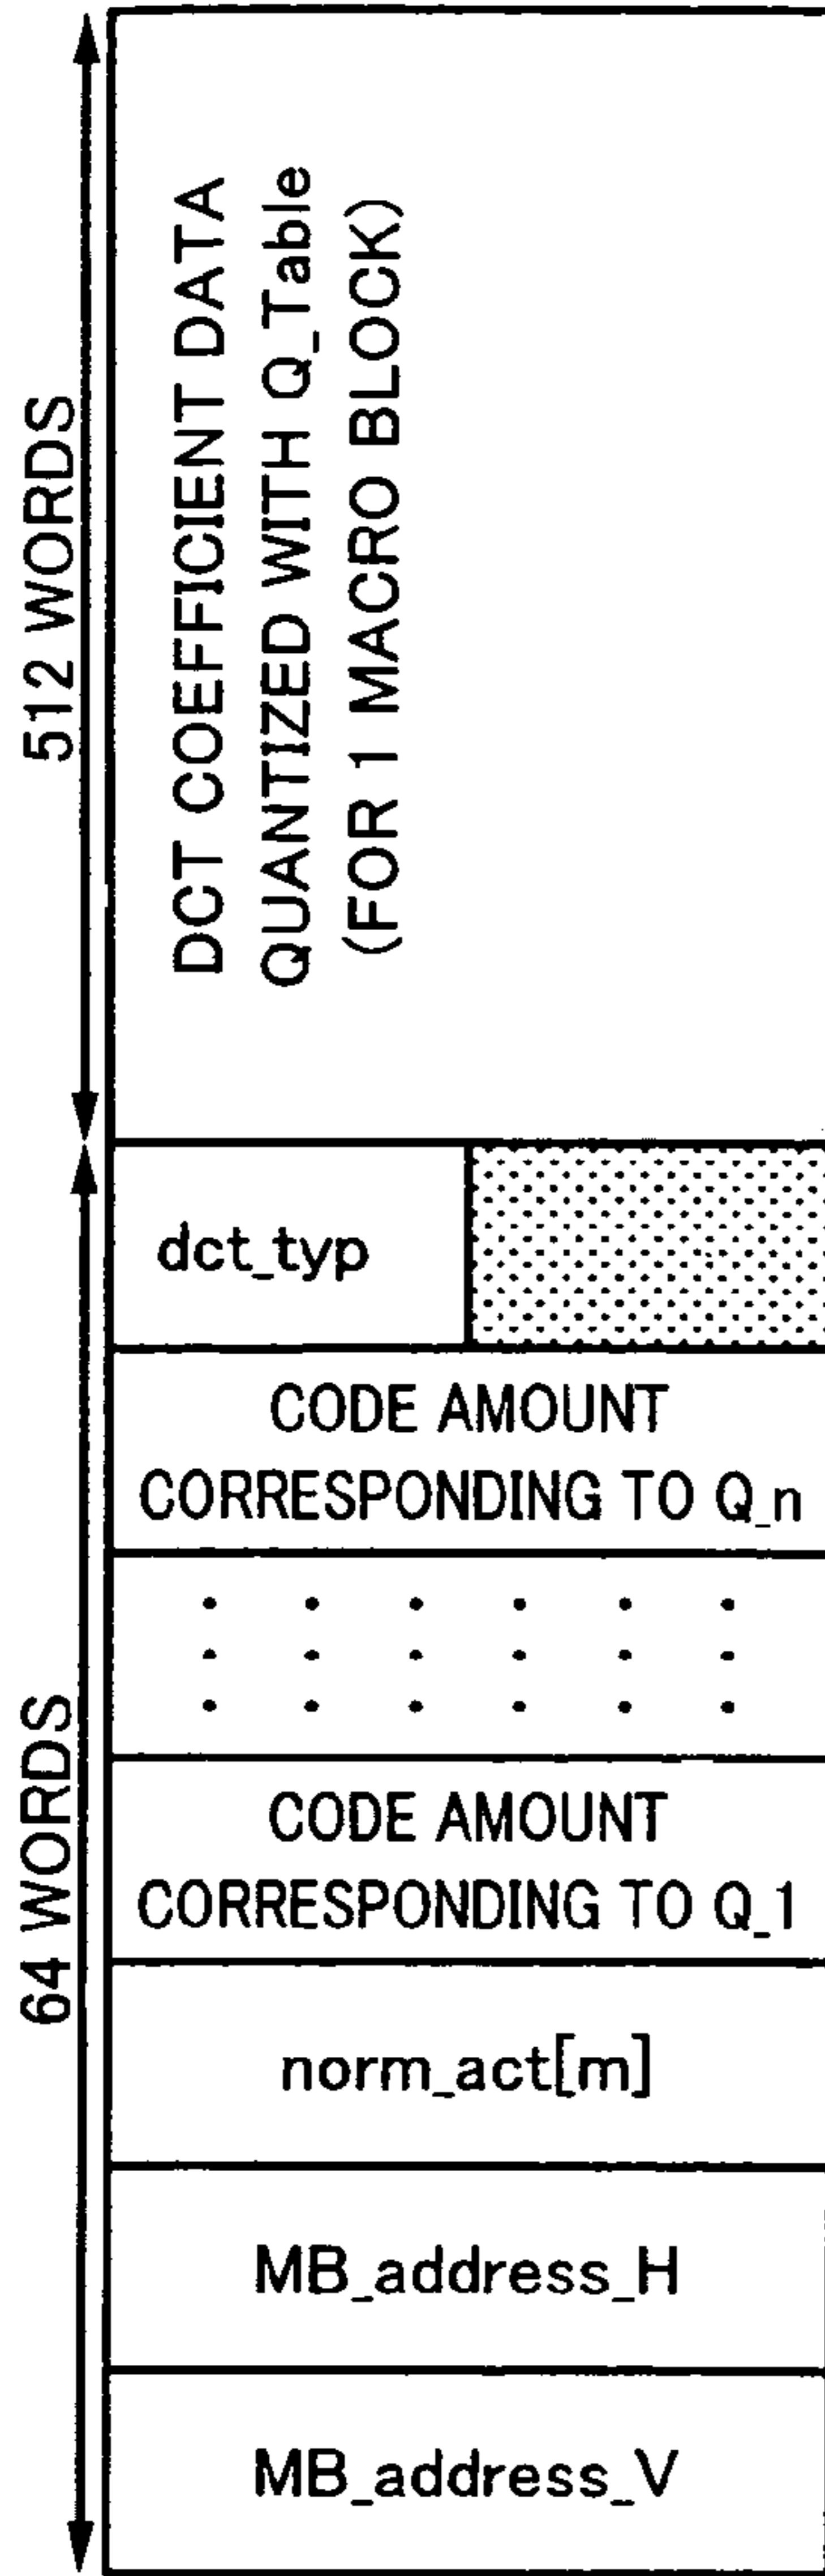 512 WORDS
DCT COEFFICIENT DATA
QUANTIZED WITH Q_Table
(FOR 1 MACRO BLOCK)
64 WORDS
dct_typ
CODE AMOUNT
CORRESPONDING TO Q_n
CODE AMOUNT
CORRESPONDING TO Q_1
norm_act[m]
MB_address_H
MB_address_V